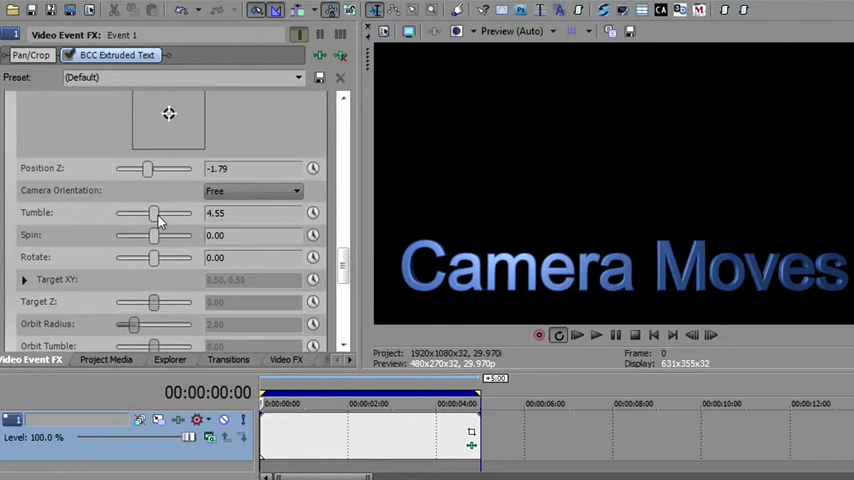 1 Video Event FX: Event 1
Pan/Crop BCC Extruded Text
Preset: (Default)
Preview (Auto)
CA
Position Z: -1.79
Camera Orientation: Free
Tumble: 4.55
Spin: 0.00
Rotate: 0.00
Target XY: 0.50, 0.50
Target Z: 0.00
Orbit Radius: 2.80
Orbit Tumble: 0.00
Camera Moves
Video Event FX Project Media Explorer Transitions Video FX
Project: 1920x1080x32, 29.970i
Preview: 480x270x32, 29.970p
Frame: 0
Display: 631x355x32
00:00:00:00
+5:00
00:00:00 00:00:02:00 00:00:04:00 00:00:06:00 00:00:08:00 00:00:10:00 00:00:12:00
1
Level: 100.0 %